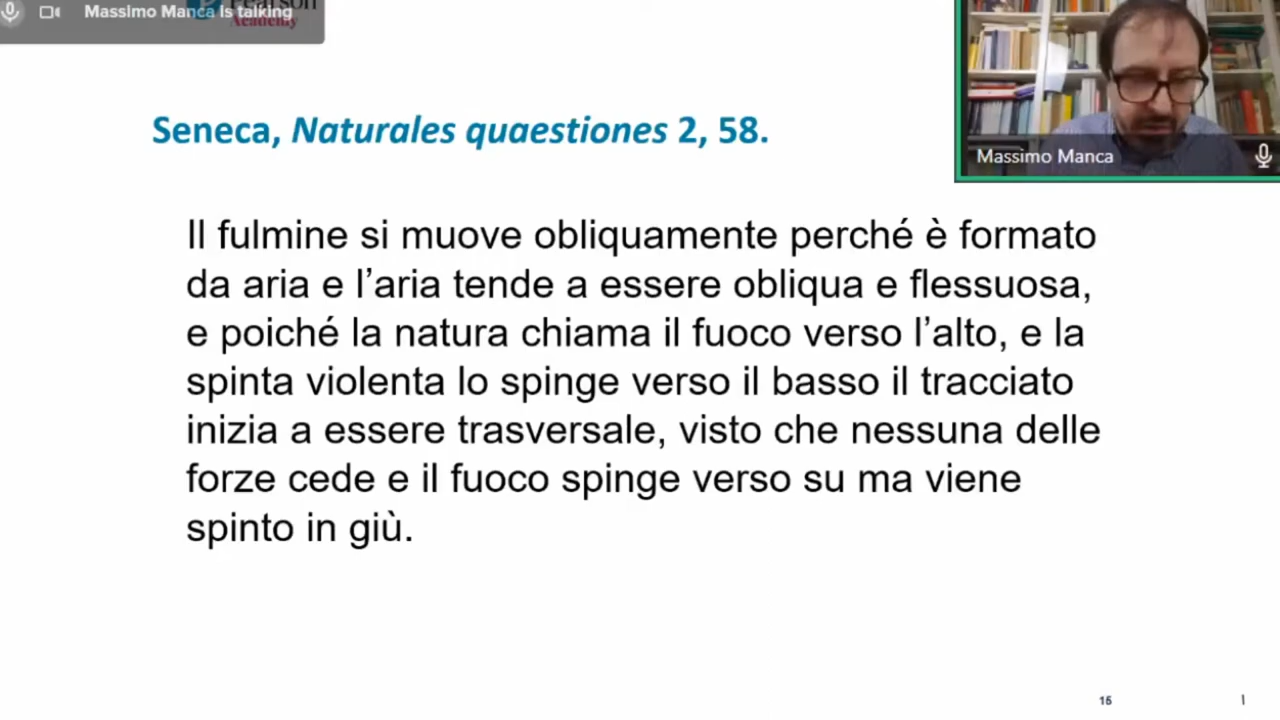 Massimo Manca is talking
Pearson
Academy
Massimo Manca
Seneca, Naturales quaestiones 2, 58.
Il fulmine si muove obliquamente perché è formato
da aria e l’aria tende a essere obliqua e flessuosa,
e poiché la natura chiama il fuoco verso l’alto, e la
spinta violenta lo spinge verso il basso il tracciato
inizia a essere trasversale, visto che nessuna delle
forze cede e il fuoco spinge verso su ma viene
spinto in giù.
15